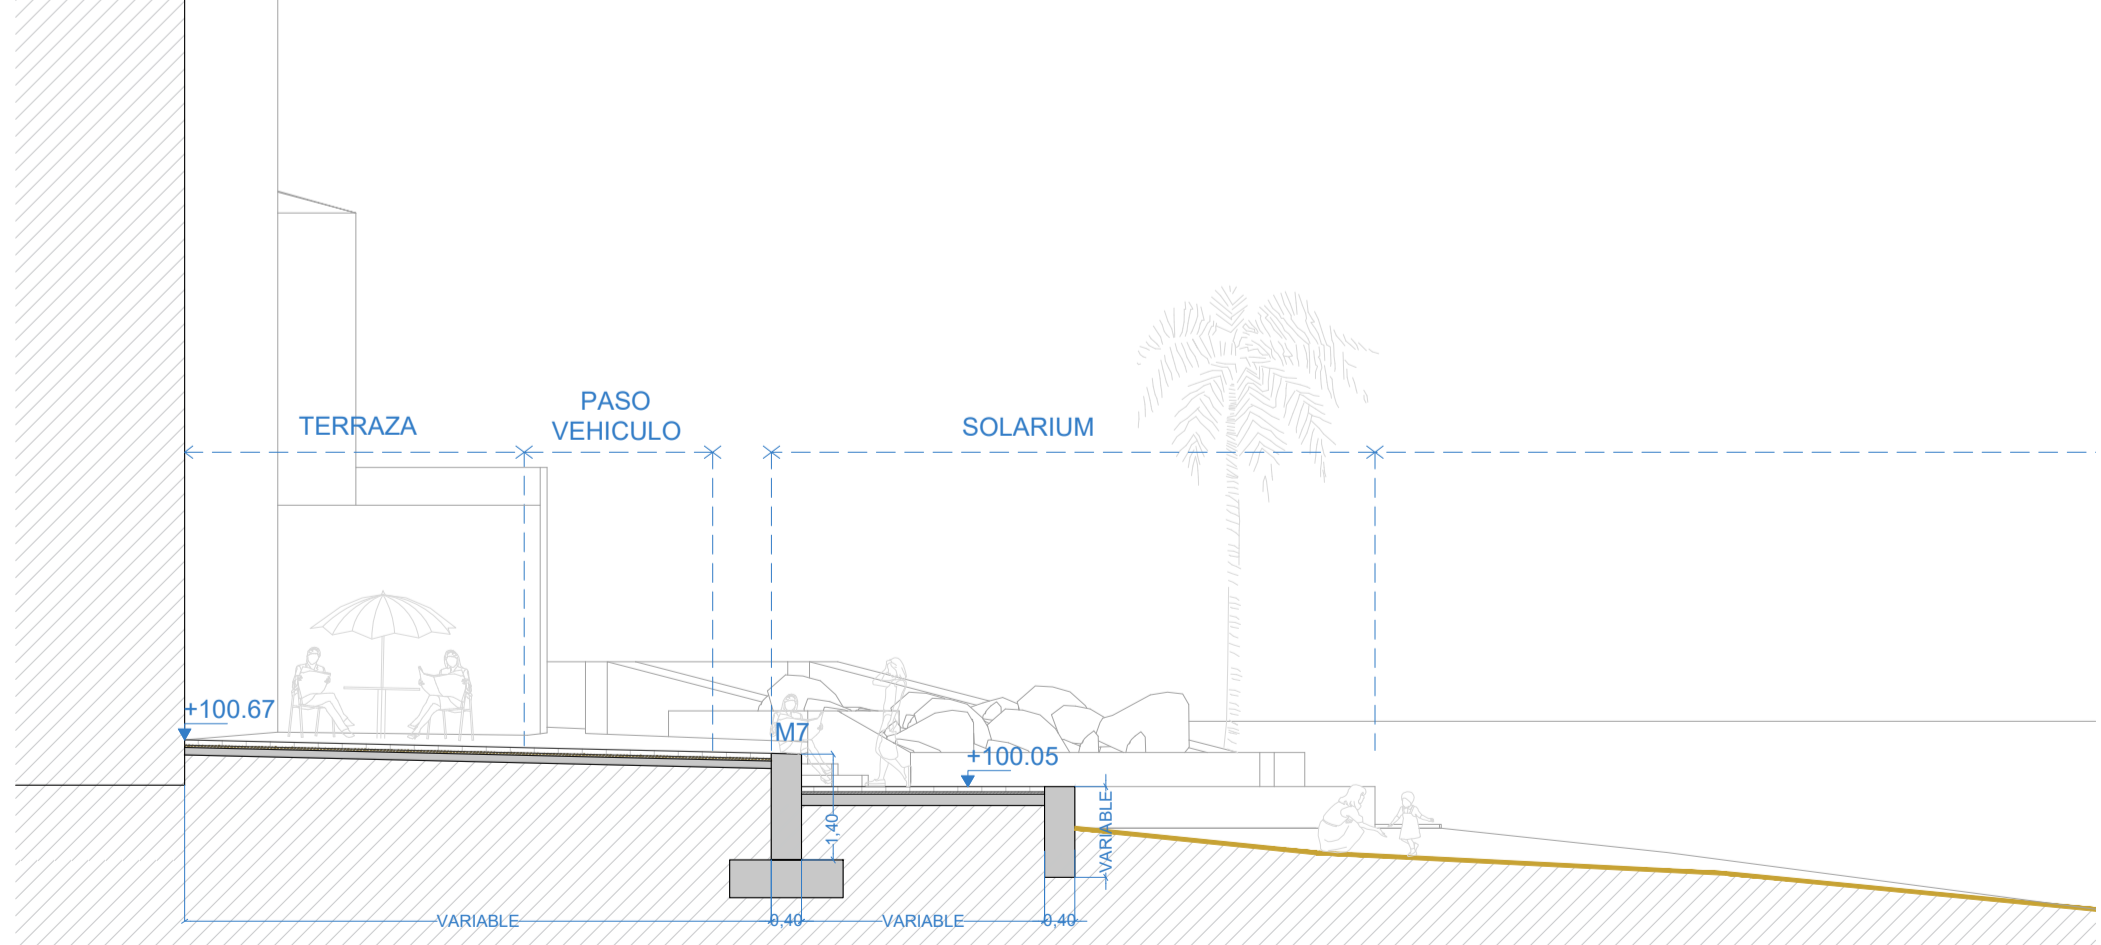 TERRAZA
PASO
VEHICULO
SOLARIUM
+100.67
M7
+100.05
1,40
VARIABLE
VARIABLE
0,40
VARIABLE
0,40